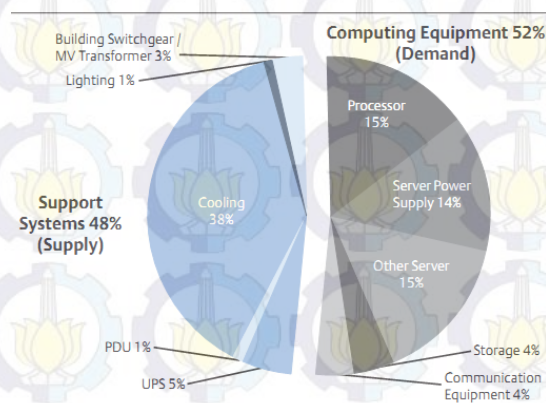 Building Switchgear /
MV Transformer 3%
Lighting 1%
Computing Equipment 52%
(Demand)
Processor
15%
Server Power
Supply 14%
Other Server
15%
Storage 4%
Communication
Equipment 4%
Support
Systems 48%
(Supply)
Cooling
38%
PDU 1%
UPS 5%